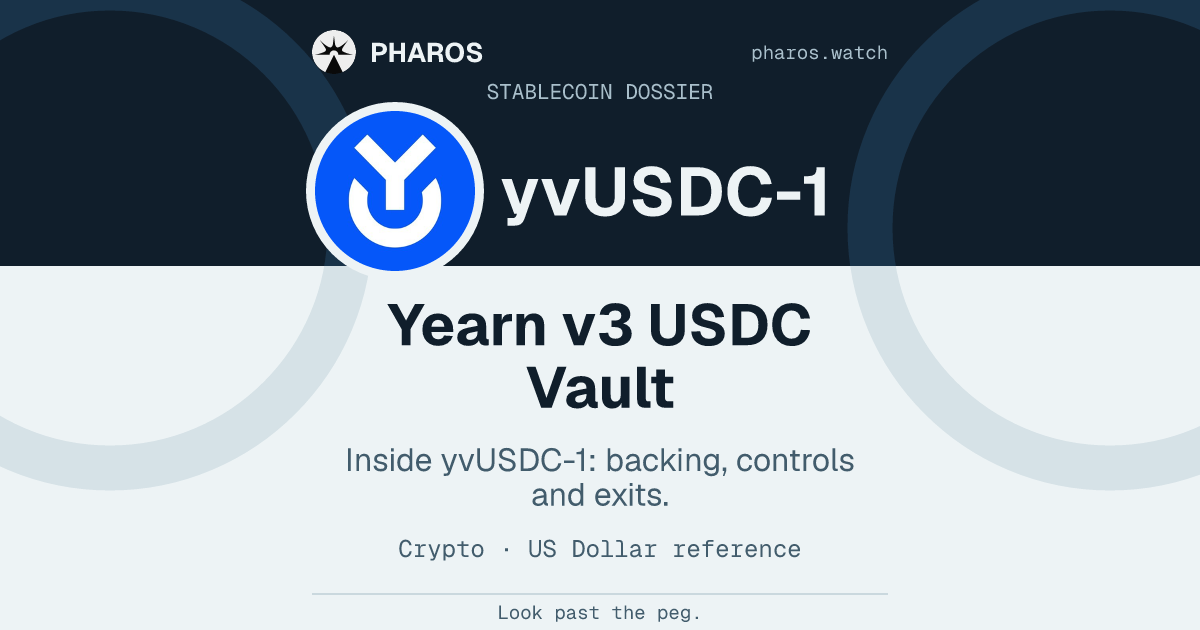 PHAROS
pharos.watch
STABLECOIN DOSSIER
yvUSDC-1
Yearn v3 USDC
Vault
Inside yvUSDC-1: backing, controls
and exits.
Crypto · US Dollar reference
Look past the peg.